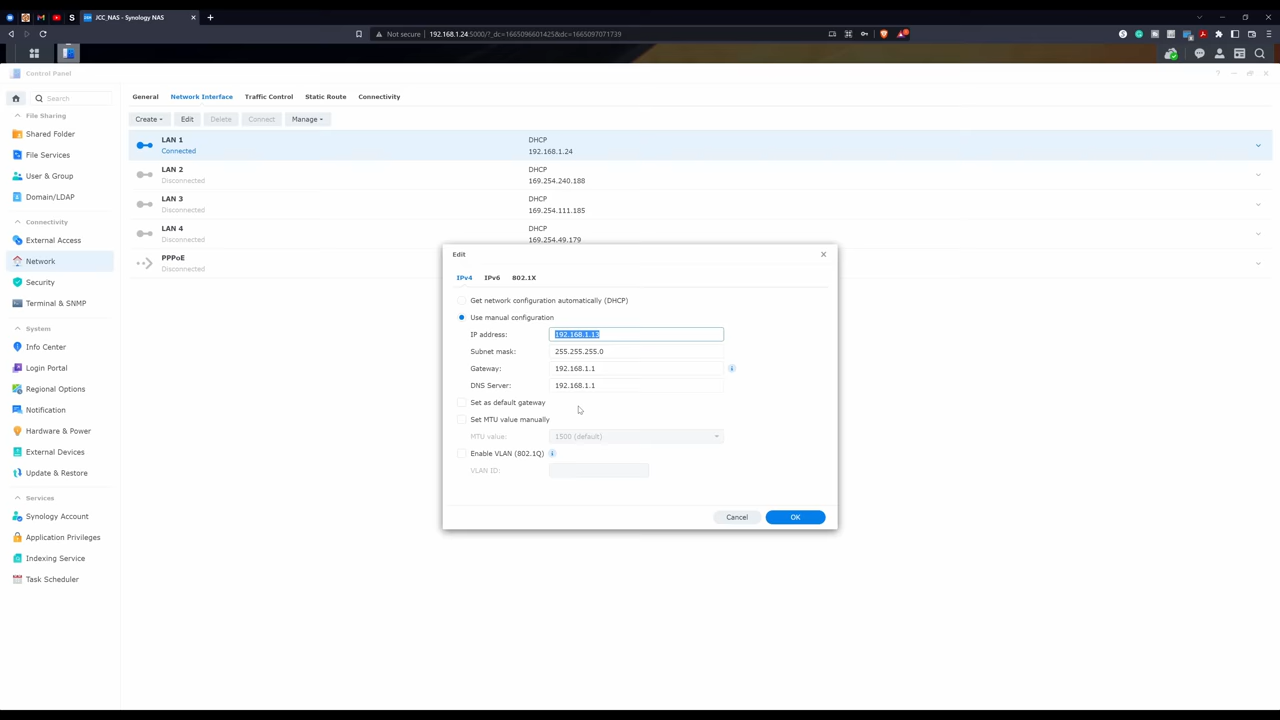 JCC_NAS - Synology NAS
Not secure
192.168.1.24:5000/?_dc=1665096601425&dc=1665097071739
Control Panel
Search
File Sharing
Shared Folder
File Services
User & Group
Domain/LDAP
Connectivity
External Access
Network
Security
Terminal & SNMP
System
Info Center
Login Portal
Regional Options
Notification
Hardware & Power
External Devices
Update & Restore
Services
Synology Account
Application Privileges
Indexing Service
Task Scheduler
General Network Interface Traffic Control Static Route Connectivity
Create Edit Delete Connect Manage
LAN 1 DHCP
Connected 192.168.1.24
LAN 2 DHCP
Disconnected 169.254.240.188
LAN 3 DHCP
Disconnected 169.254.111.185
LAN 4 DHCP
Disconnected 169.254.49.179
PPPoE
Disconnected
Edit
IPv4 IPv6 802.1X
Get network configuration automatically (DHCP)
Use manual configuration
IP address: 192.168.1.13
Subnet mask: 255.255.255.0
Gateway: 192.168.1.1
DNS Server: 192.168.1.1
Set as default gateway
Set MTU value manually
MTU value: 1500 (default)
Enable VLAN (802.1Q)
VLAN ID:
Cancel OK